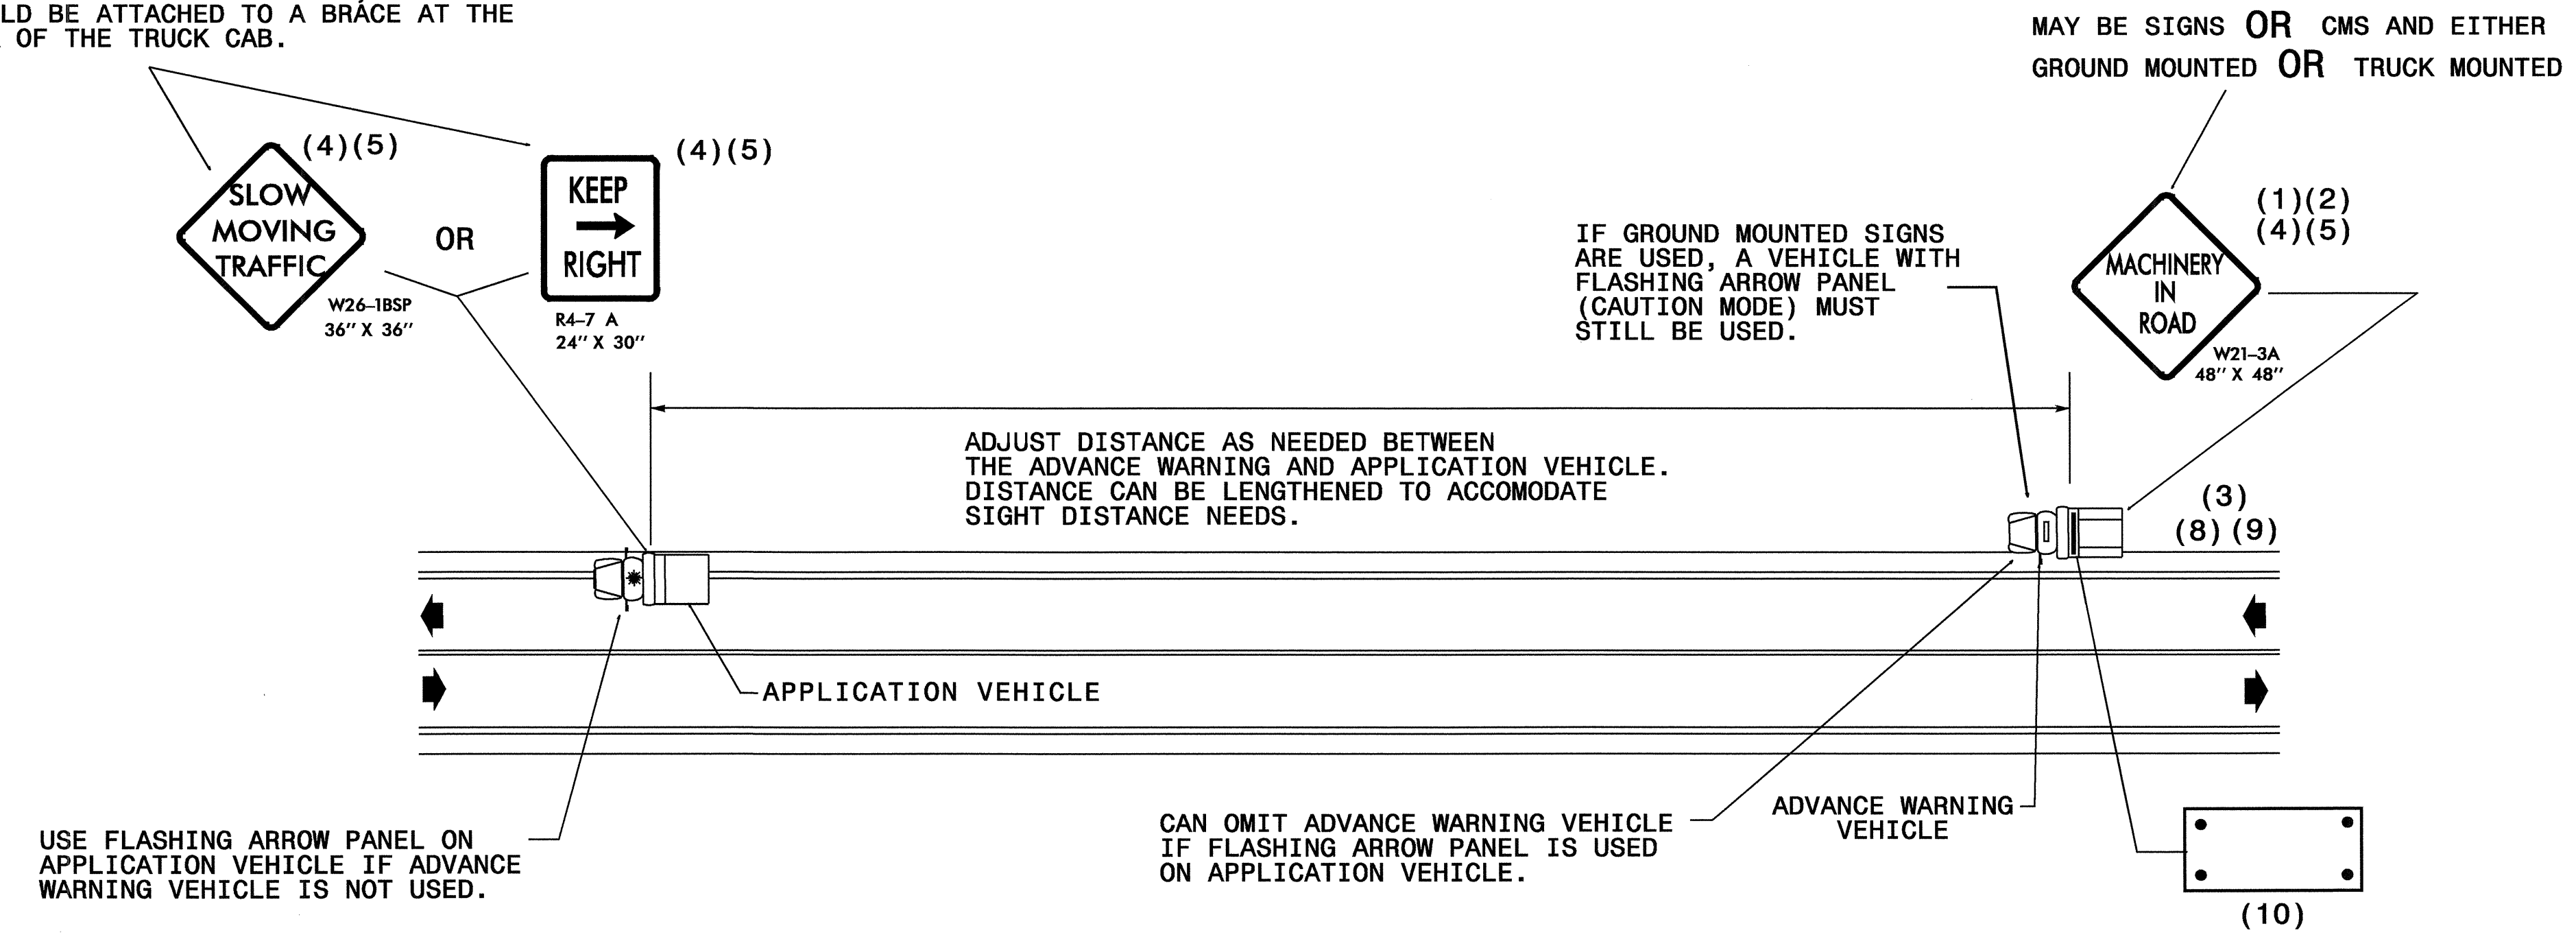 LD BE ATTACHED TO A BRACE AT THE
OF THE TRUCK CAB.
MAY BE SIGNS OR CMS AND EITHER
GROUND MOUNTED OR TRUCK MOUNTED
(4)(5)
SLOW
MOVING
TRAFFIC
W26-1BSP
36" X 36"
OR
(4)(5)
KEEP
RIGHT
R4-7 A
24" X 30"
IF GROUND MOUNTED SIGNS
ARE USED, A VEHICLE WITH
FLASHING ARROW PANEL
(CAUTION MODE) MUST
STILL BE USED.
(1)(2)
(4)(5)
MACHINERY
IN
ROAD
W21-3A
48" X 48"
ADJUST DISTANCE AS NEEDED BETWEEN
THE ADVANCE WARNING AND APPLICATION VEHICLE.
DISTANCE CAN BE LENGTHENED TO ACCOMODATE
SIGHT DISTANCE NEEDS.
(3)
(8) (9)
APPLICATION VEHICLE
USE FLASHING ARROW PANEL ON
APPLICATION VEHICLE IF ADVANCE
WARNING VEHICLE IS NOT USED.
CAN OMIT ADVANCE WARNING VEHICLE
IF FLASHING ARROW PANEL IS USED
ON APPLICATION VEHICLE.
ADVANCE WARNING
VEHICLE
(10)